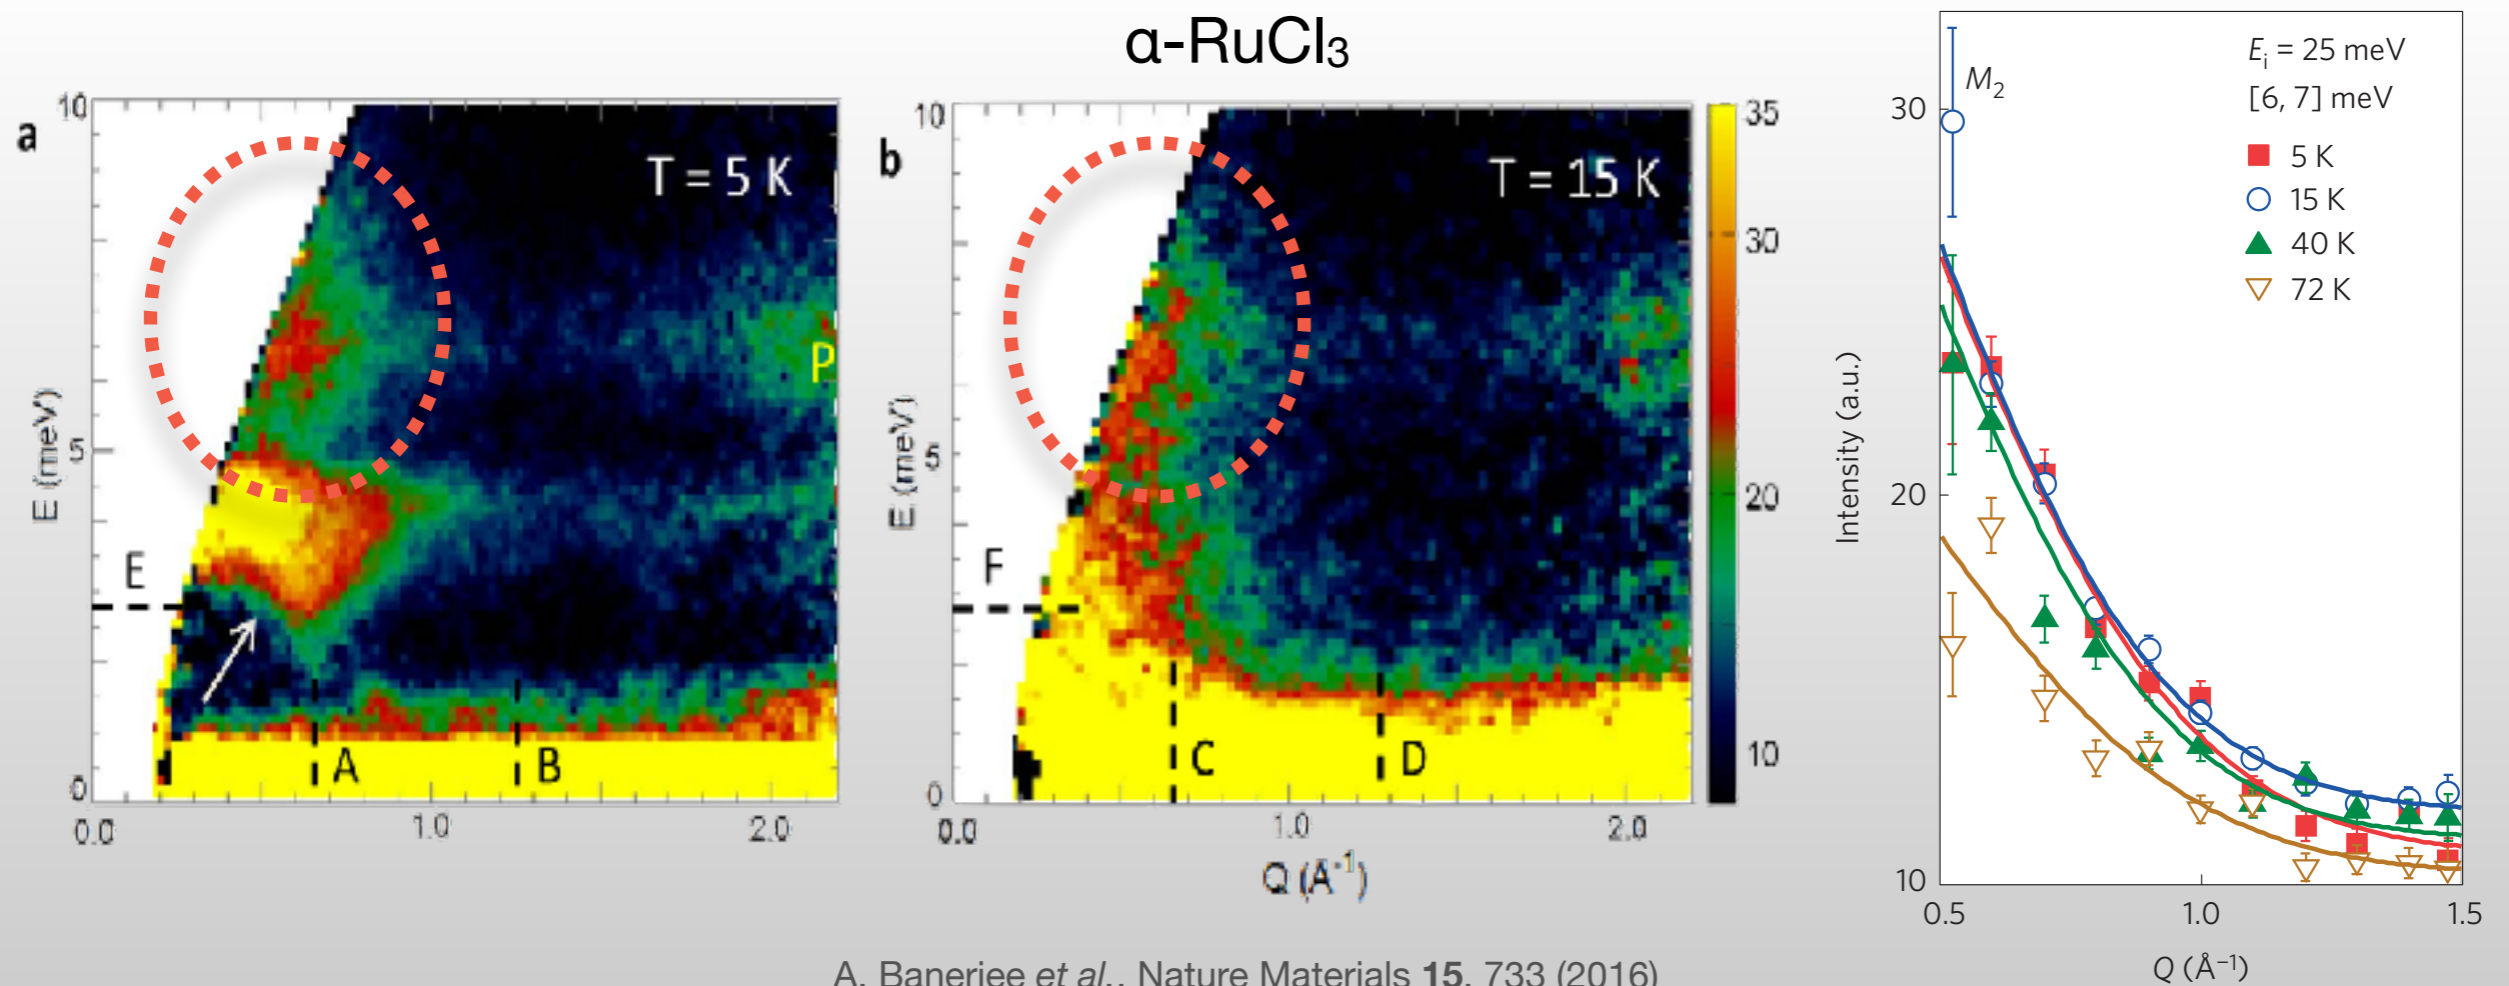 α-RuCl₃
a
T = 5 K
10
5
0
E (meV)
E
P
A
B
0.0
1.0
2.0
b
T = 15 K
10
5
0
E (meV)
F
C
D
0.0
1.0
2.0
Q (Å⁻¹)
35
30
20
10
M₂
Eᵢ = 25 meV
[6, 7] meV
5 K
15 K
40 K
72 K
Intensity (a.u.)
30
20
10
0.5
1.0
1.5
Q (Å⁻¹)
A. Banerjee et al., Nature Materials 15, 733 (2016)